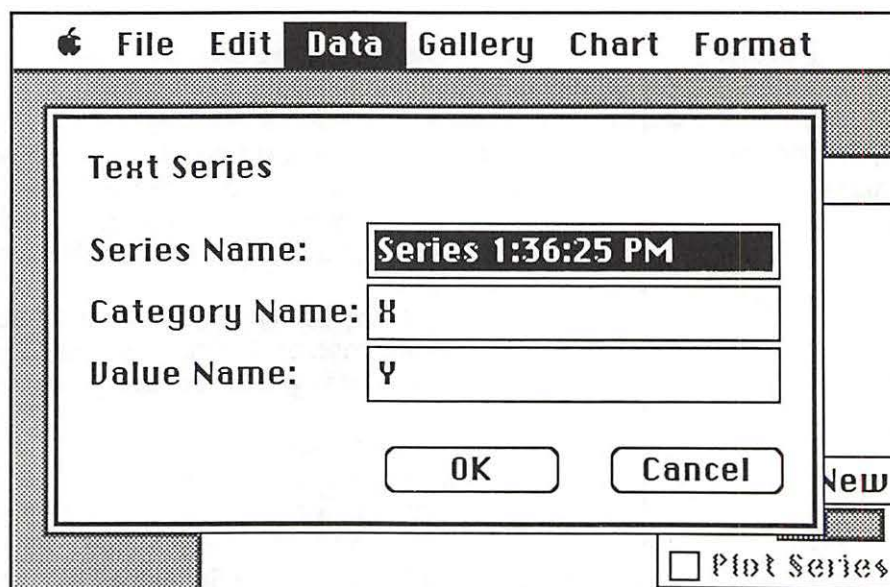 File Edit Data Gallery Chart Format
Text Series
Series Name: Series 1:36:25 PM
Category Name: X
Value Name: Y
OK Cancel
New
Plot Series